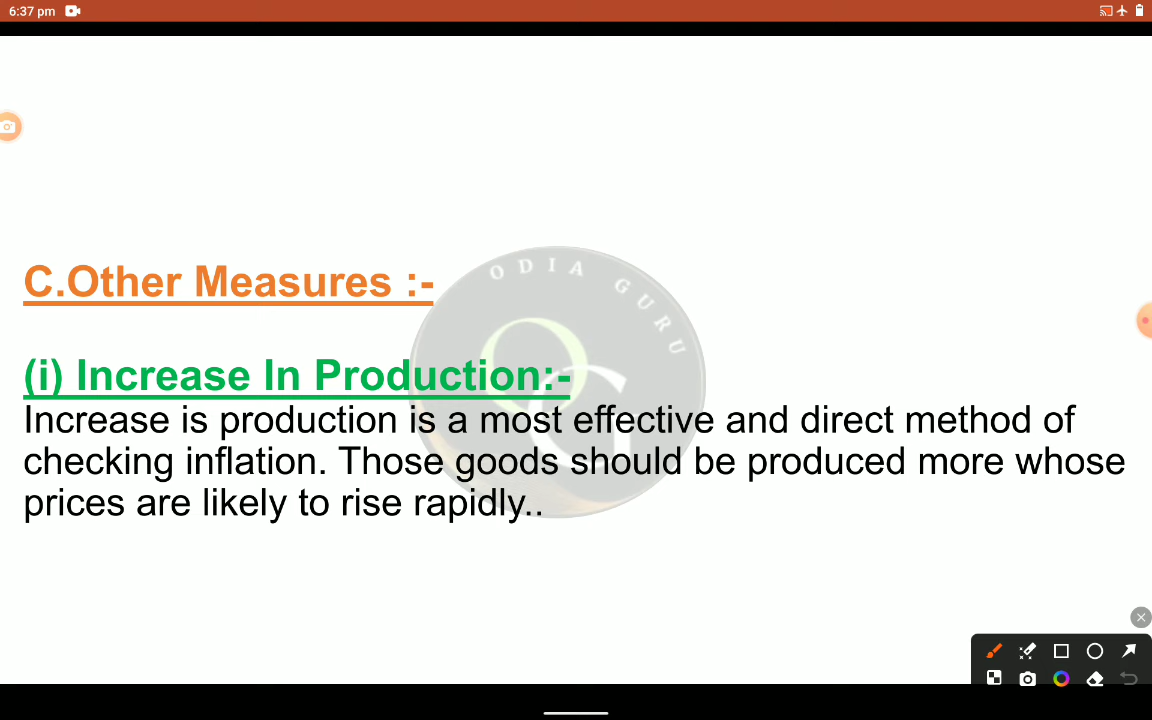 6:37 pm
ODIA GURU
C.Other Measures :-
(i) Increase In Production:-
Increase is production is a most effective and direct method of
checking inflation. Those goods should be produced more whose
prices are likely to rise rapidly..